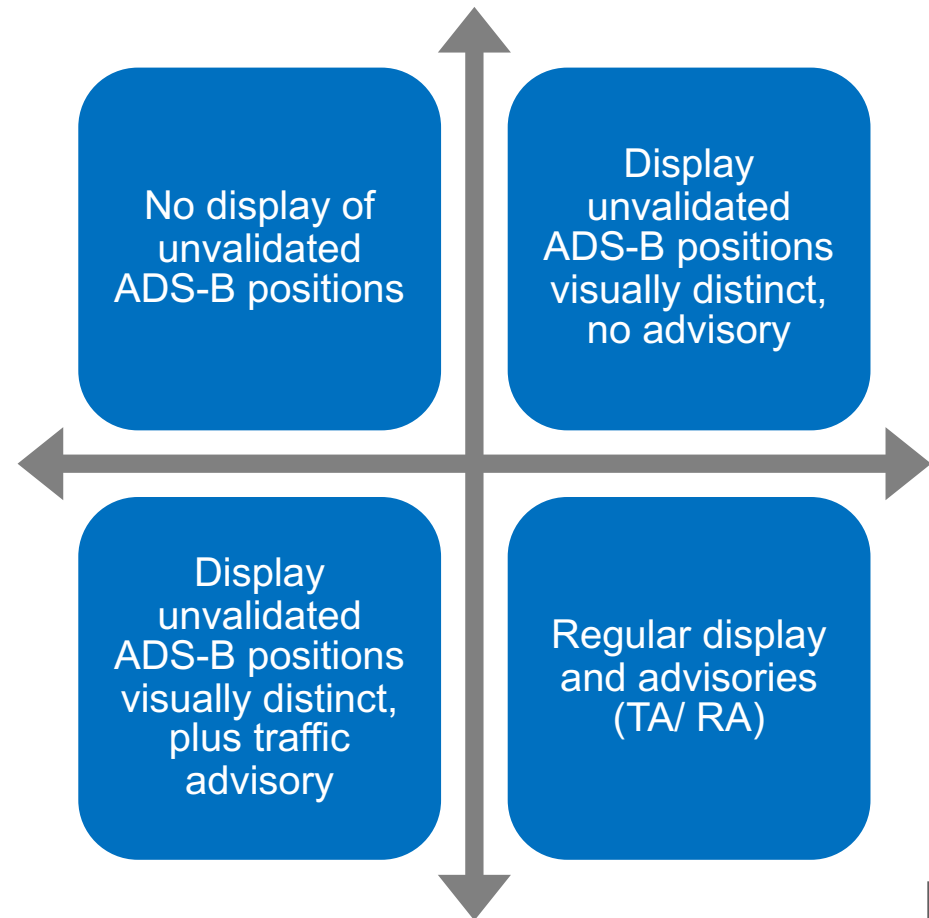 No display of
unvalidated
ADS-B positions
Display
unvalidated
ADS-B positions
visually distinct,
no advisory
Display
unvalidated
ADS-B positions
visually distinct,
plus traffic
advisory
Regular display
and advisories
(TA/ RA)